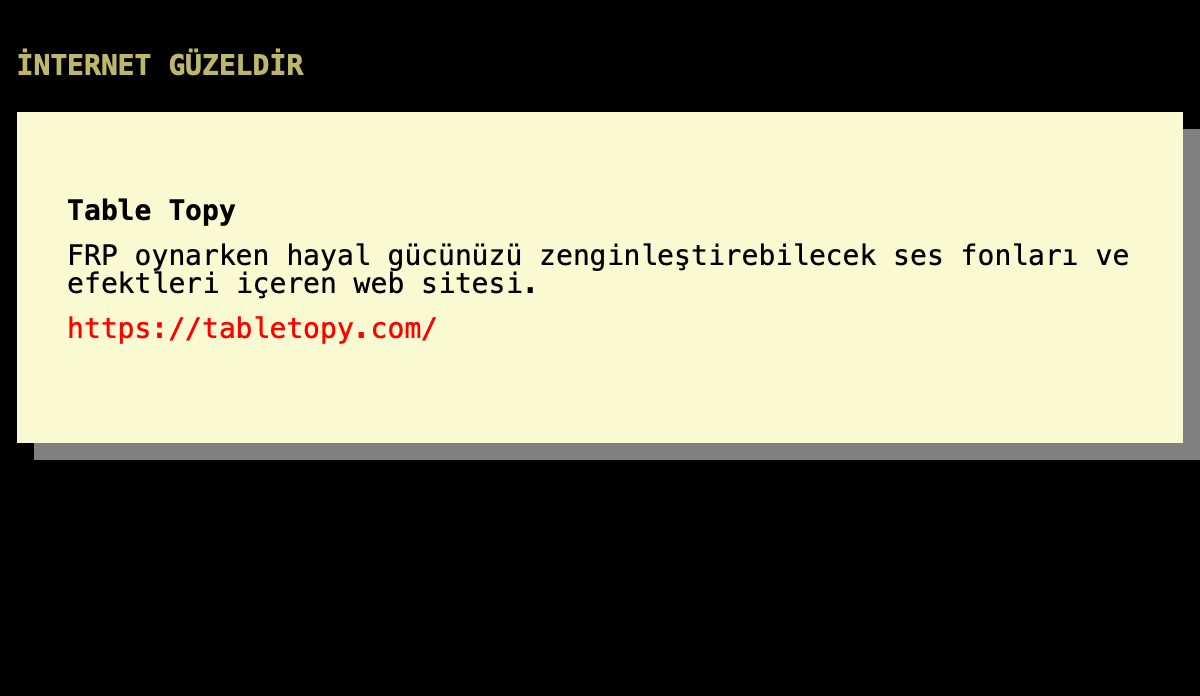 İNTERNET GÜZELDİR
Table Topy
FRP oynarken hayal gücünüzü zenginleştirebilecek ses fonları ve
efektleri içeren web sitesi.
https://tabletopy.com/